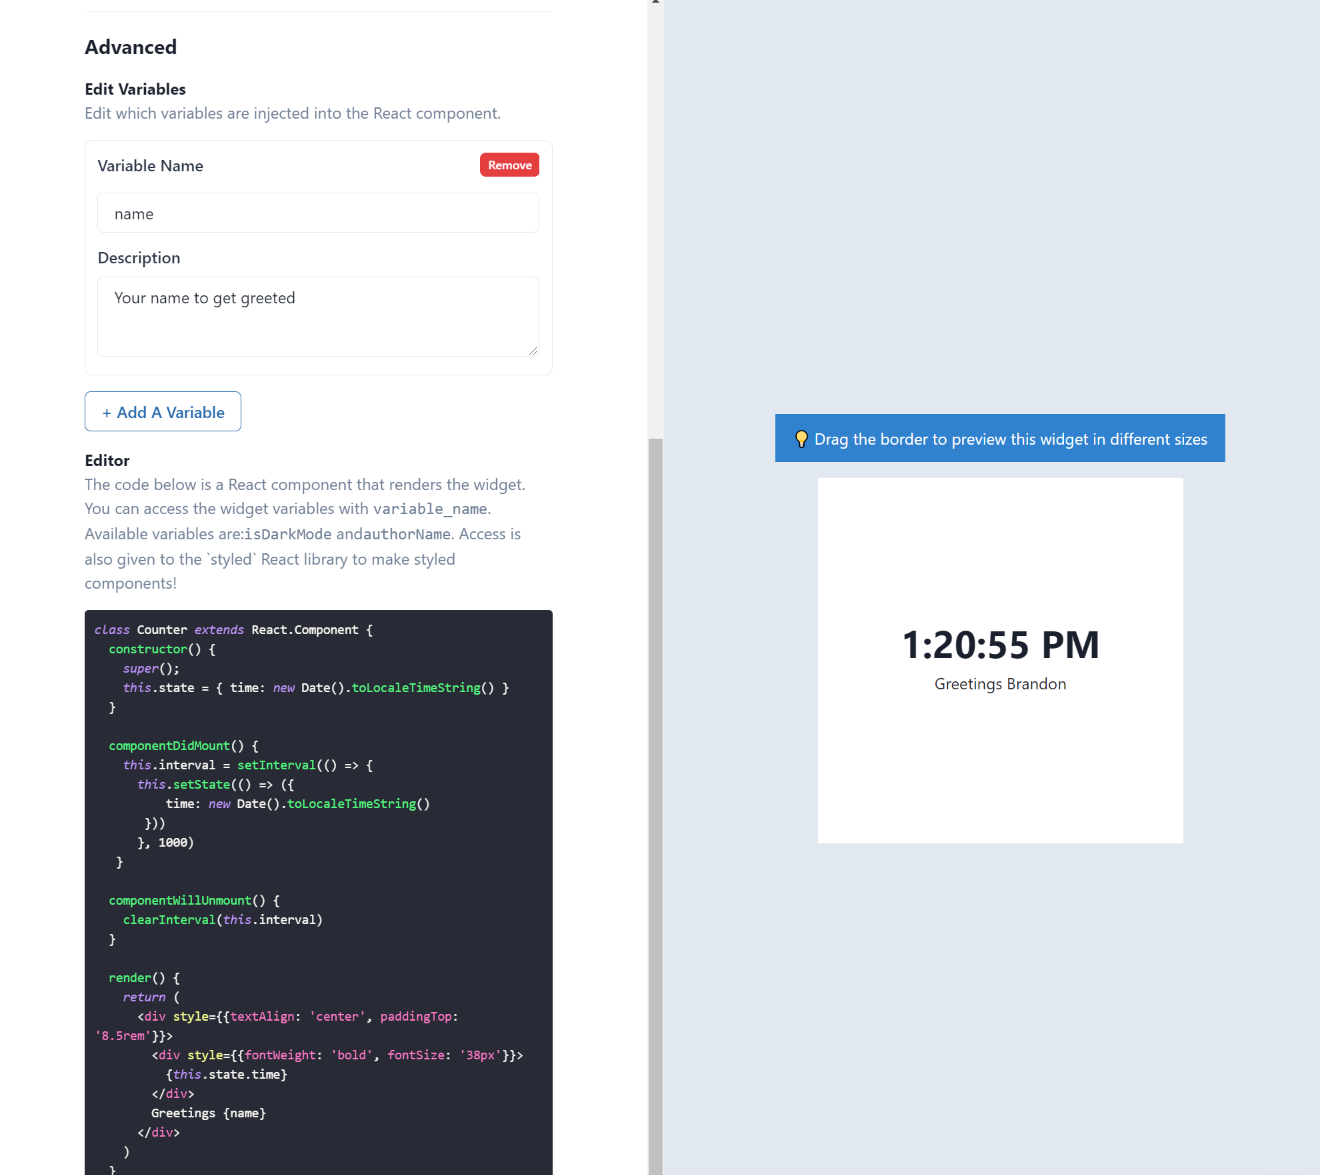 Advanced
Edit Variables
Edit which variables are injected into the React component.
Variable Name
Remove
name
Description
Your name to get greeted
+ Add A Variable
Editor
The code below is a React component that renders the widget.
You can access the widget variables with variable_name.
Available variables are:isDarkMode andauthorName. Access is
also given to the `styled` React library to make styled
components!
class Counter extends React.Component {
  constructor() {
    super();
    this.state = { time: new Date().toLocaleTimeString() }
  }
  componentDidMount() {
    this.interval = setInterval(() => {
      this.setState(() => ({
          time: new Date().toLocaleTimeString()
       }))
      }, 1000)
   }
  componentWillUnmount() {
    clearInterval(this.interval)
  }
  render() {
    return (
      <div style={{textAlign: 'center', paddingTop:
'8.5rem'}}>
        <div style={{fontWeight: 'bold', fontSize: '38px'}}>
          {this.state.time}
        </div>
        Greetings {name}
      </div>
    )
  }
💡 Drag the border to preview this widget in different sizes
1:20:55 PM
Greetings Brandon